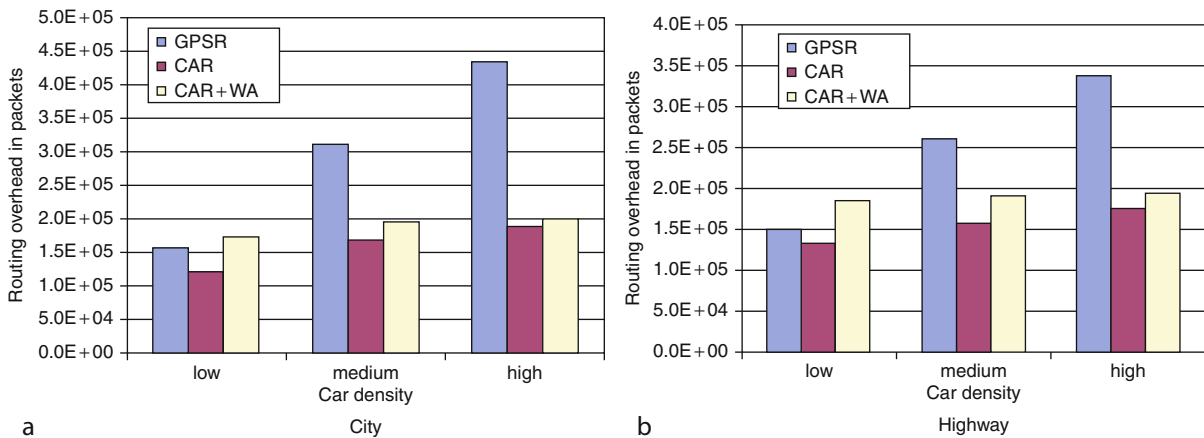 5.0E+05
4.5E+05
4.0E+05
3.5E+05
3.0E+05
2.5E+05
2.0E+05
1.5E+05
1.0E+05
5.0E+04
0.0E+00
Routing overhead in packets
GPSR
CAR
CAR+WA
low
medium
high
Car density
a
City
4.0E+05
3.5E+05
3.0E+05
2.5E+05
2.0E+05
1.5E+05
1.0E+05
5.0E+04
0.0E+00
Routing overhead in packets
GPSR
CAR
CAR+WA
low
medium
high
Car density
b
Highway